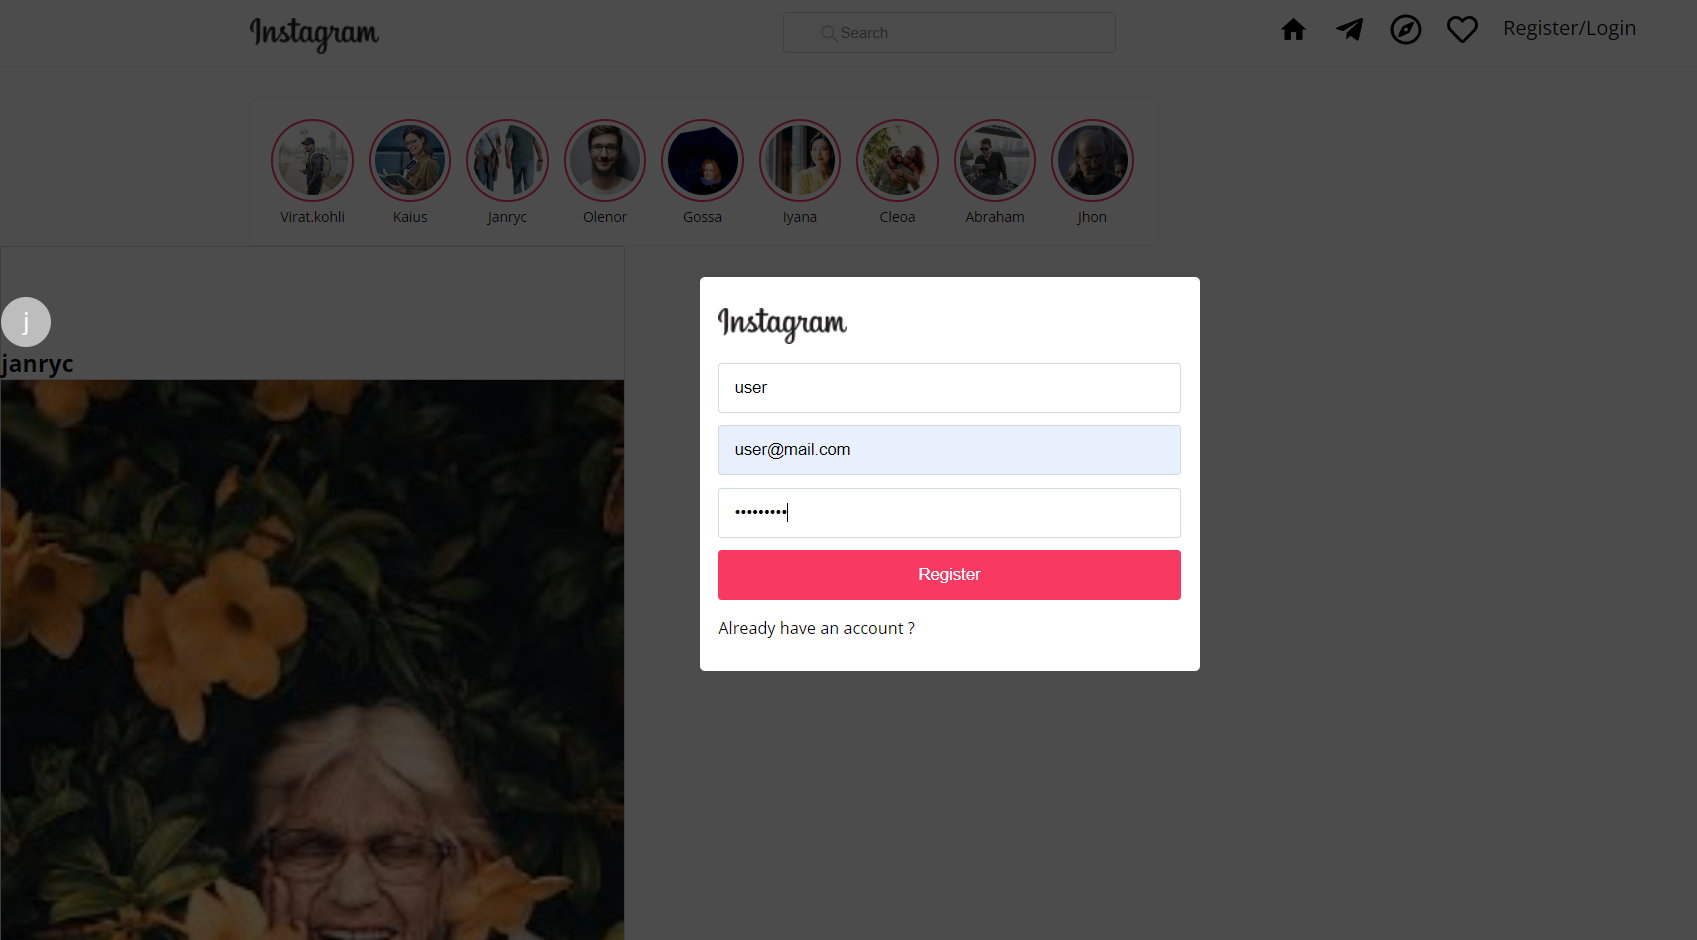 Instagram
Search
Register/Login
Virat.kohli
Kaius
Janryc
Olenor
Gossa
Iyana
Cleoa
Abraham
Jhon
j
janryc
Instagram
user
user@mail.com
•••••••••
Register
Already have an account ?